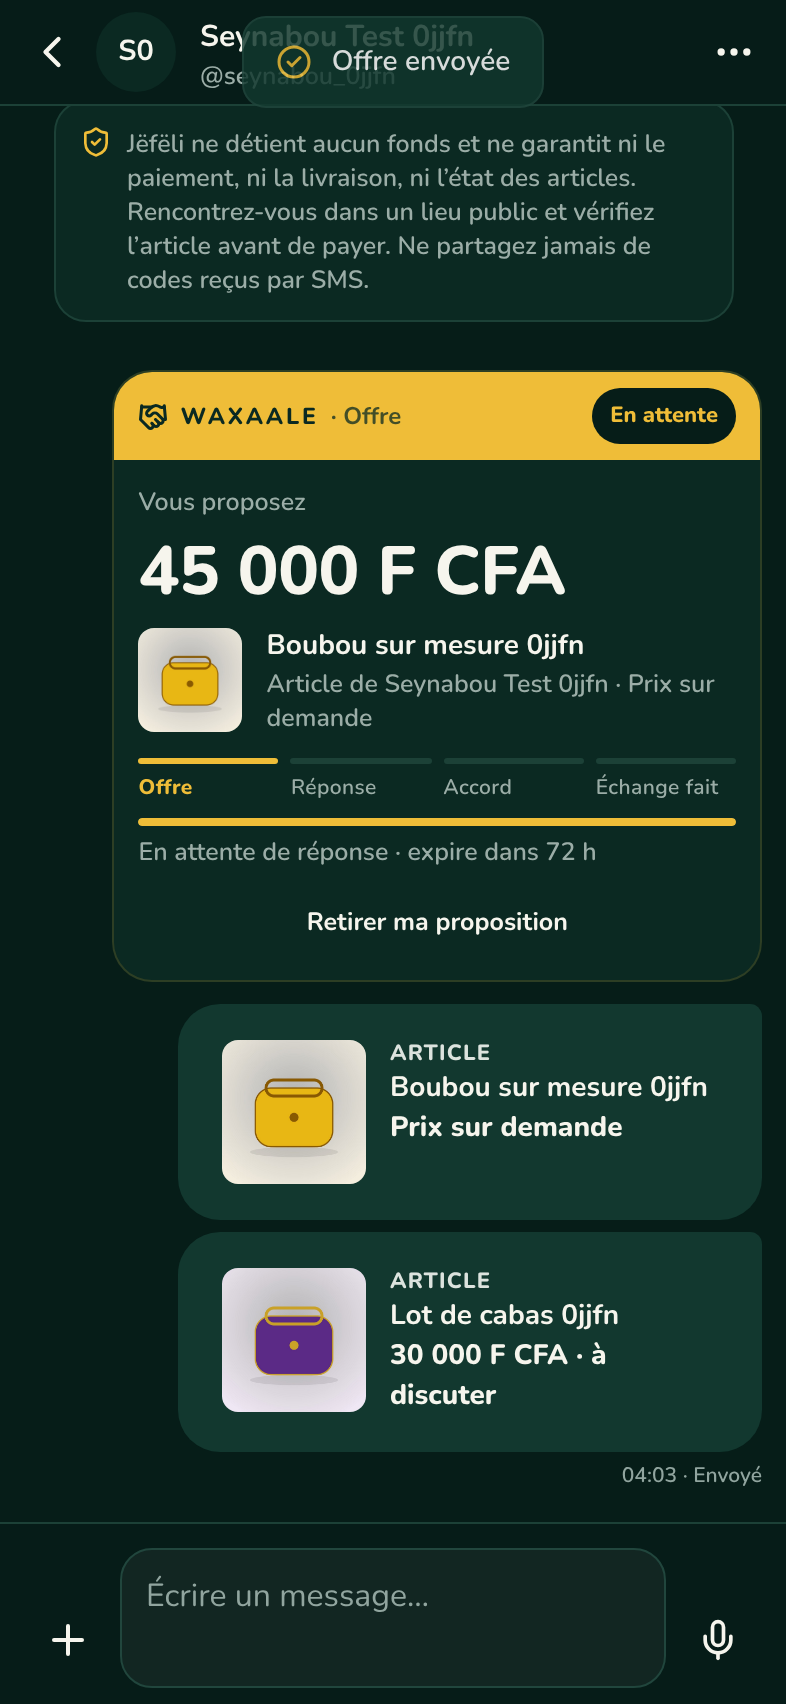 S0
Seynabou Test 0jjfn
@seynabou_0jjfn
Offre envoyée
Jëfëli ne détient aucun fonds et ne garantit ni le
paiement, ni la livraison, ni l’état des articles.
Rencontrez-vous dans un lieu public et vérifiez
l’article avant de payer. Ne partagez jamais de
codes reçus par SMS.
WAXAALE · Offre
En attente
Vous proposez
45 000 F CFA
Boubou sur mesure 0jjfn
Article de Seynabou Test 0jjfn · Prix sur
demande
Offre Réponse Accord Échange fait
En attente de réponse · expire dans 72 h
Retirer ma proposition
ARTICLE
Boubou sur mesure 0jjfn
Prix sur demande
ARTICLE
Lot de cabas 0jjfn
30 000 F CFA · à
discuter
04:03 · Envoyé
Écrire un message...